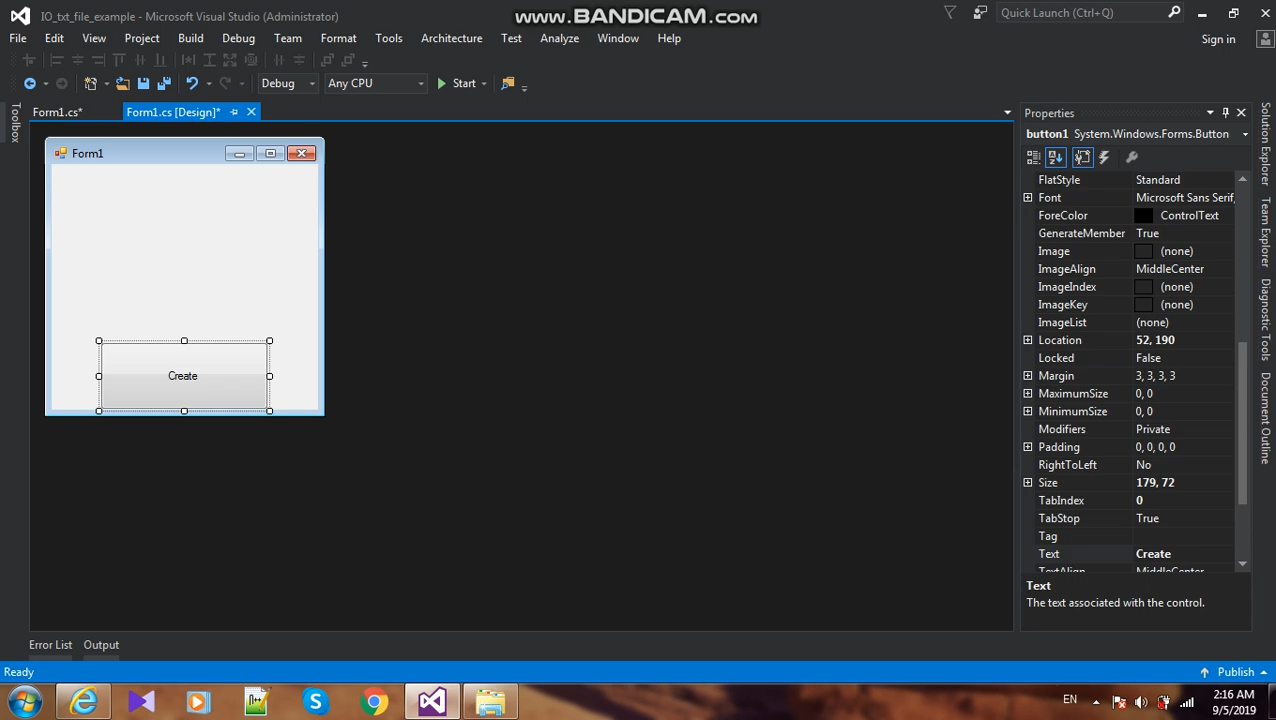 IO_txt_file_example - Microsoft Visual Studio (Administrator)
www.BANDICAM.com
Quick Launch (Ctrl+Q)
File Edit View Project Build Debug Team Format Tools Architecture Test Analyze Window Help
Sign in
Debug Any CPU Start
Form1.cs* Form1.cs [Design]*
Toolbox
Form1
Create
Properties
button1 System.Windows.Forms.Button
FlatStyle Standard
Font Microsoft Sans Serif,
ForeColor ControlText
GenerateMember True
Image (none)
ImageAlign MiddleCenter
ImageIndex (none)
ImageKey (none)
ImageList (none)
Location 52, 190
Locked False
Margin 3, 3, 3, 3
MaximumSize 0, 0
MinimumSize 0, 0
Modifiers Private
Padding 0, 0, 0, 0
RightToLeft No
Size 179, 72
TabIndex 0
TabStop True
Tag
Text Create
TextAlign MiddleCenter
Text
The text associated with the control.
Solution Explorer
Team Explorer
Diagnostic Tools
Document Outline
Error List Output
Ready
Publish
EN
2:16 AM
9/5/2019